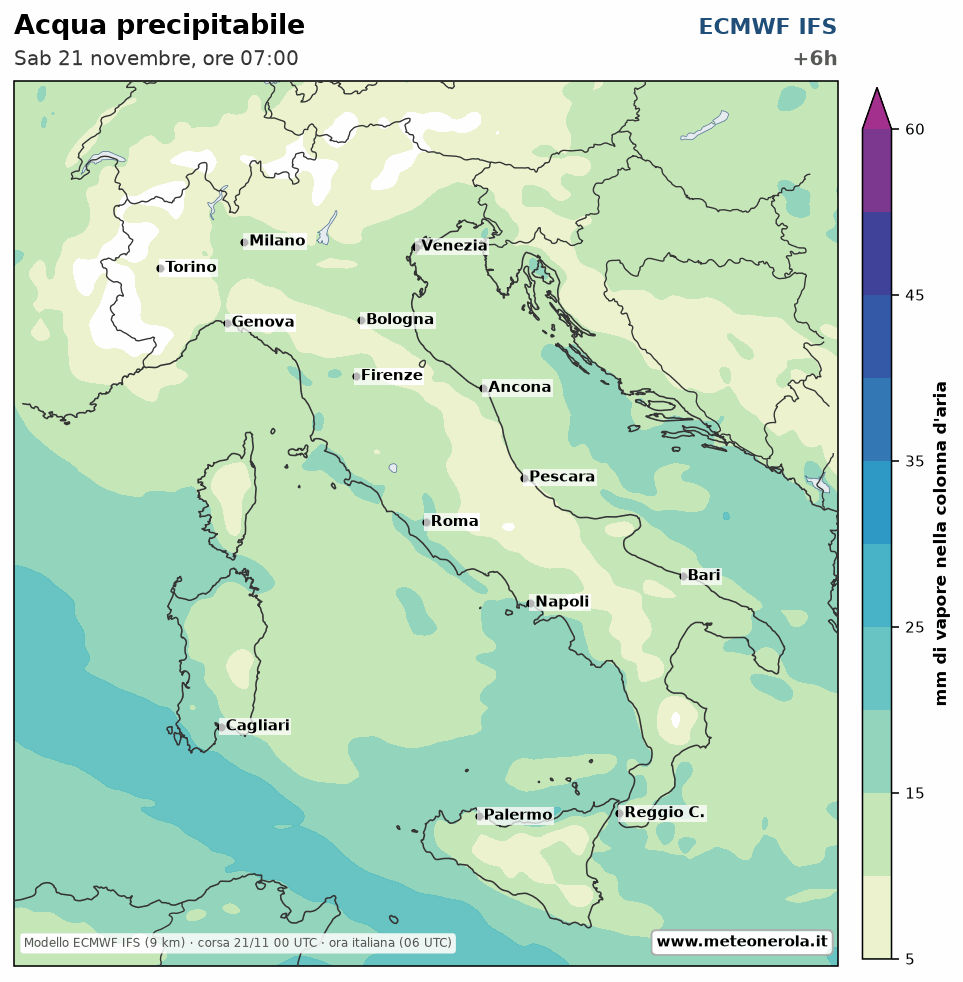 Acqua precipitabile
ECMWF IFS
Sab 21 novembre, ore 07:00
+6h
60
45
35
25
15
5
mm di vapore nella colonna d'aria
Milano
Venezia
Torino
Genova
Bologna
Firenze
Ancona
Pescara
Roma
Bari
Napoli
Cagliari
Palermo
Reggio C.
Modello ECMWF IFS (9 km) · corsa 21/11 00 UTC · ora italiana (06 UTC)
www.meteonerola.it